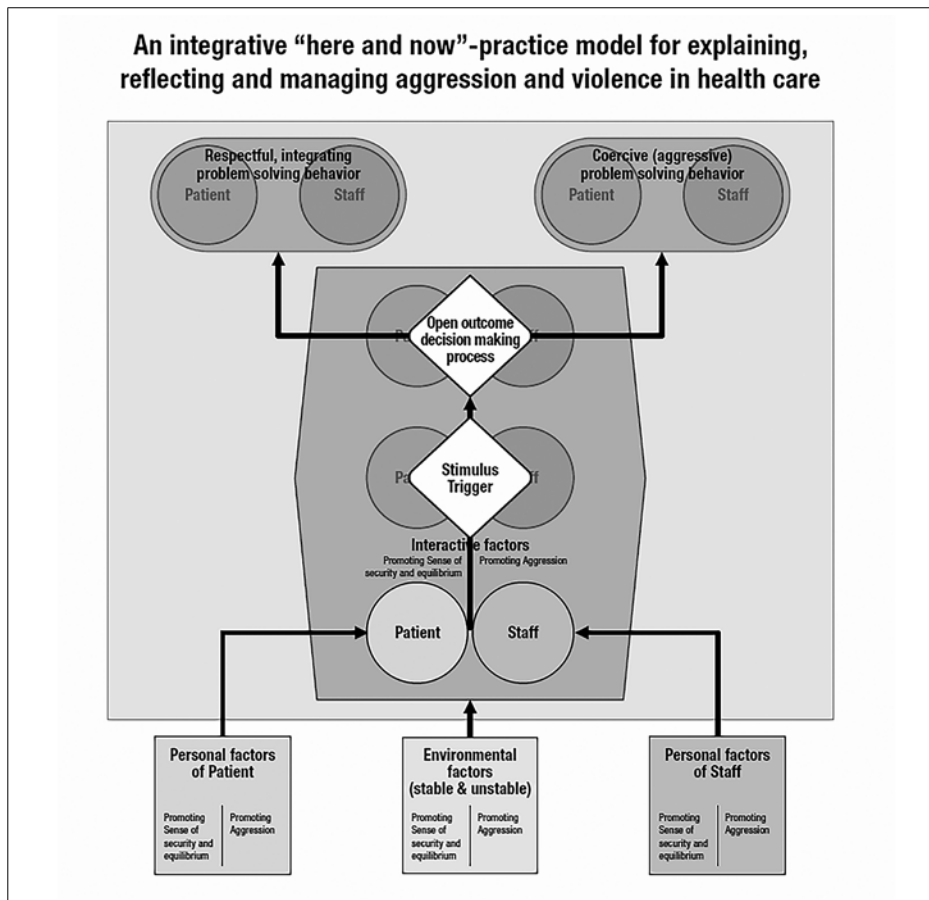 An integrative “here and now”-practice model for explaining,
reflecting and managing aggression and violence in health care
Respectful, integrating
problem solving behavior
Patient
Staff
Coercive (aggressive)
problem solving behavior
Patient
Staff
Open outcome
decision making
process
Stimulus
Trigger
Interactive factors
Promoting Sense of
security and equilibrium
Promoting Aggression
Patient
Staff
Personal factors
of Patient
Promoting
Sense of
security and
equilibrium
Promoting
Aggression
Environmental
factors
(stable & unstable)
Promoting
Sense of
security and
equilibrium
Promoting
Aggression
Personal factors
of Staff
Promoting
Sense of
security and
equilibrium
Promoting
Aggression